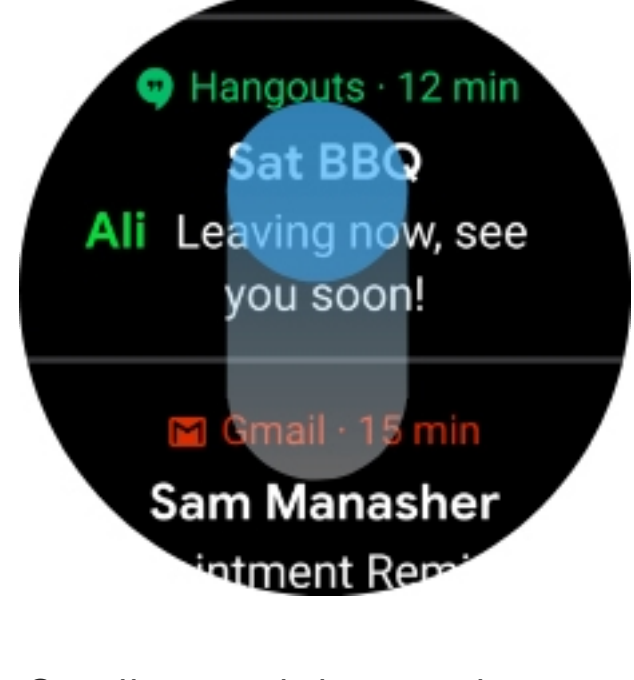 Hangouts · 12 min
Sat BBQ
Ali Leaving now, see
you soon!
Gmail · 15 min
Sam Manasher